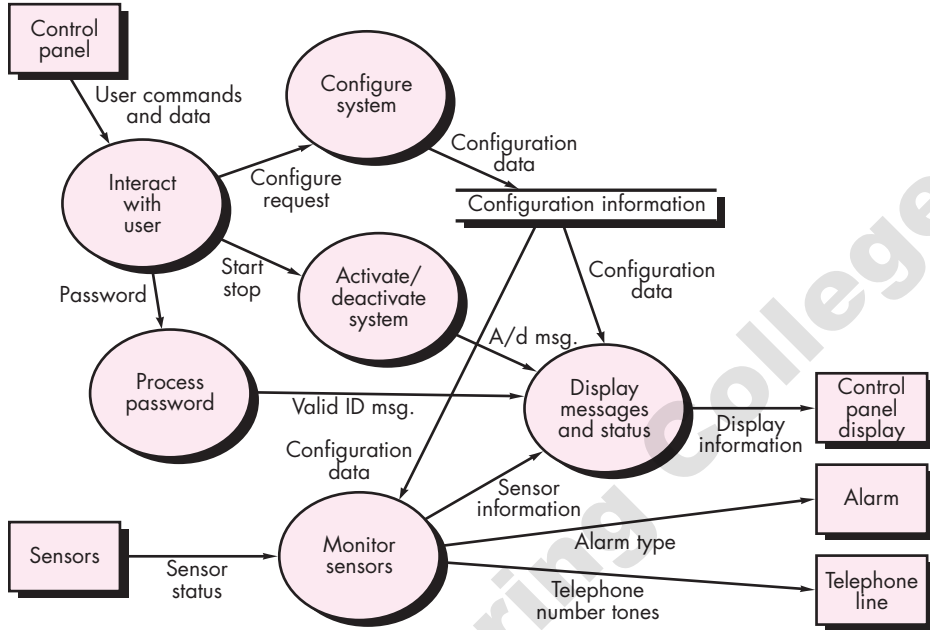 Control
panel
User commands
and data
Interact
with
user
Configure
system
Configure
request
Configuration
data
Configuration information
Start
stop
Activate/
deactivate
system
Configuration
data
Password
A/d msg.
Process
password
Valid ID msg.
Display
messages
and status
Display
information
Control
panel
display
Configuration
data
Sensor
information
Sensors
Sensor
status
Monitor
sensors
Alarm type
Alarm
Telephone
number tones
Telephone
line
ring College